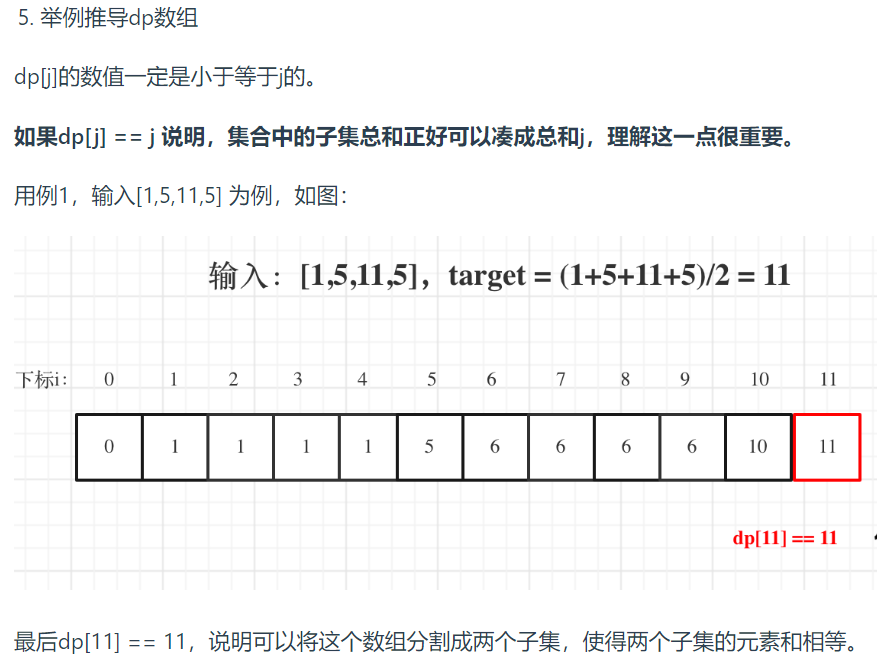 5. 举例推导dp数组
dp[j]的数值一定是小于等于j的。
如果dp[j] == j 说明，集合中的子集总和正好可以凑成总和j，理解这一点很重要。
用例1，输入[1,5,11,5] 为例，如图：
输入：[1,5,11,5]，target = (1+5+11+5)/2 = 11
下标i: 0 1 2 3 4 5 6 7 8 9 10 11
0 1 1 1 1 5 6 6 6 6 10 11
dp[11] == 11
最后dp[11] == 11，说明可以将这个数组分割成两个子集，使得两个子集的元素和相等。